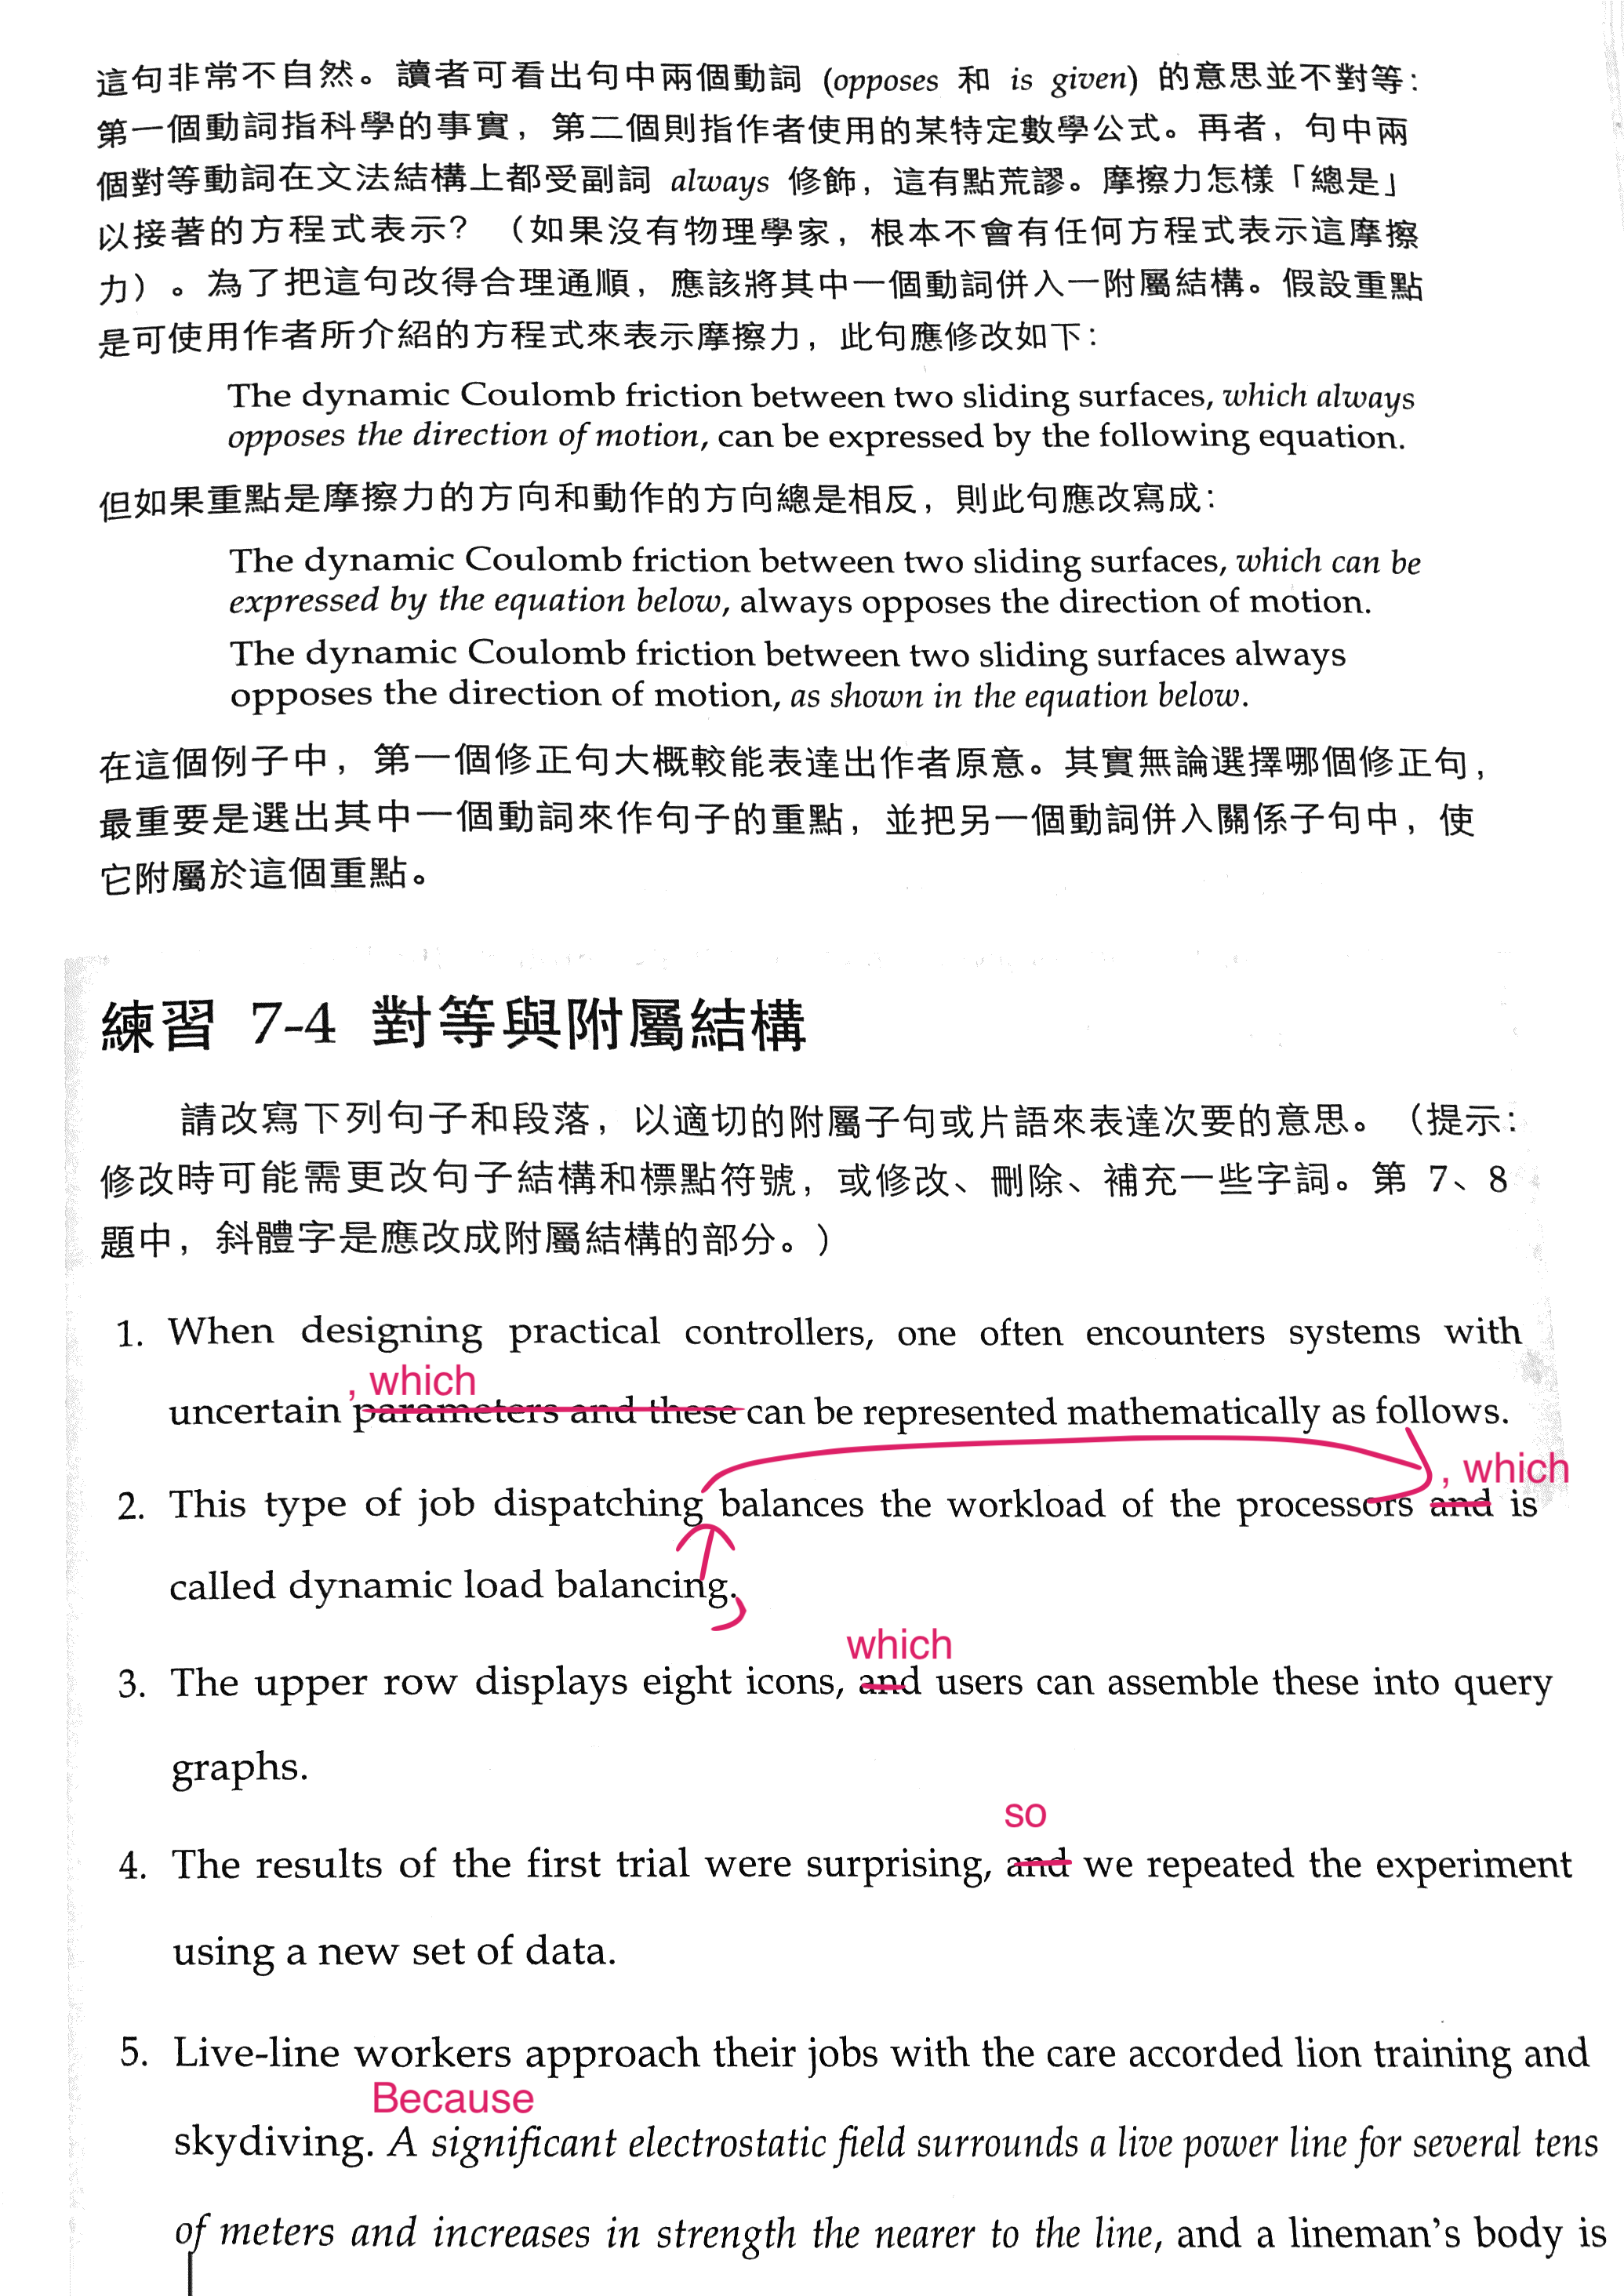 這句非常不自然。讀者可看出句中兩個動詞 (opposes 和 is given) 的意思並不對等：
第一個動詞指科學的事實，第二個則指作者使用的某特定數學公式。再者，句中兩
個對等動詞在文法結構上都受副詞 always 修飾，這有點荒謬。摩擦力怎樣「總是」
以接著的方程式表示？（如果沒有物理學家，根本不會有任何方程式表示這摩擦
力）。為了把這句改得合理通順，應該將其中一個動詞併入一附屬結構。假設重點
是可使用作者所介紹的方程式來表示摩擦力，此句應修改如下：
The dynamic Coulomb friction between two sliding surfaces, which always
opposes the direction of motion, can be expressed by the following equation.
但如果重點是摩擦力的方向和動作的方向總是相反，則此句應改寫成：
The dynamic Coulomb friction between two sliding surfaces, which can be
expressed by the equation below, always opposes the direction of motion.
The dynamic Coulomb friction between two sliding surfaces always
opposes the direction of motion, as shown in the equation below.
在這個例子中，第一個修正句大概較能表達出作者原意。其實無論選擇哪個修正句，
最重要是選出其中一個動詞來作句子的重點，並把另一個動詞併入關係子句中，使
它附屬於這個重點。
練習 7-4 對等與附屬結構
請改寫下列句子和段落，以適切的附屬子句或片語來表達次要的意思。（提示：
修改時可能需更改句子結構和標點符號，或修改、刪除、補充一些字詞。第 7、8
題中，斜體字是應改成附屬結構的部分。）
1. When designing practical controllers, one often encounters systems with
, which
uncertain parameters and these can be represented mathematically as follows.
, which
2. This type of job dispatching balances the workload of the processors and is
called dynamic load balancing.
which
3. The upper row displays eight icons, and users can assemble these into query
graphs.
so
4. The results of the first trial were surprising, and we repeated the experiment
using a new set of data.
5. Live-line workers approach their jobs with the care accorded lion training and
Because
skydiving. A significant electrostatic field surrounds a live power line for several tens
of meters and increases in strength the nearer to the line, and a lineman's body is